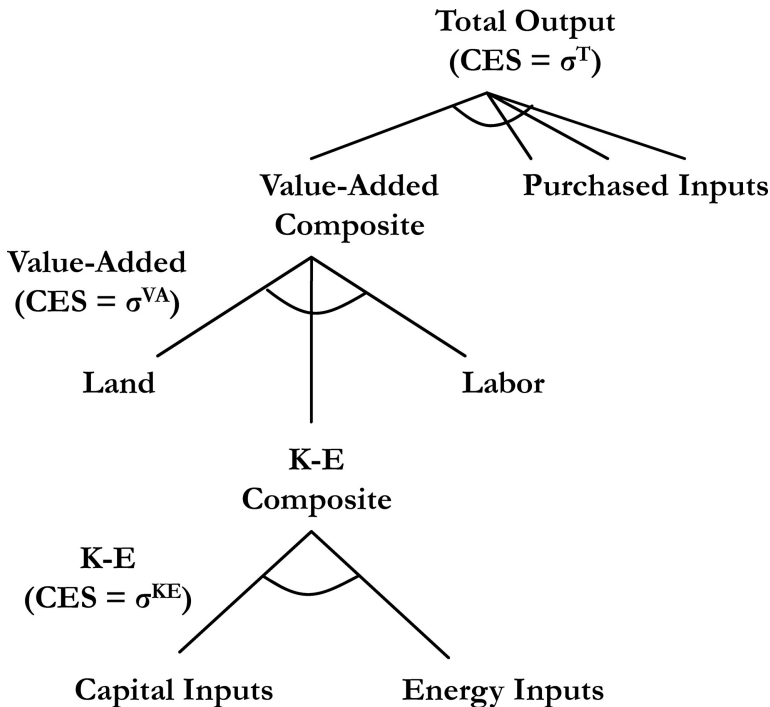 Total Output
(CES = σᵀ)
Value-Added
Composite
Purchased Inputs
Value-Added
(CES = σⱽᴬ)
Land
Labor
K-E
Composite
K-E
(CES = σᴷᴱ)
Capital Inputs
Energy Inputs